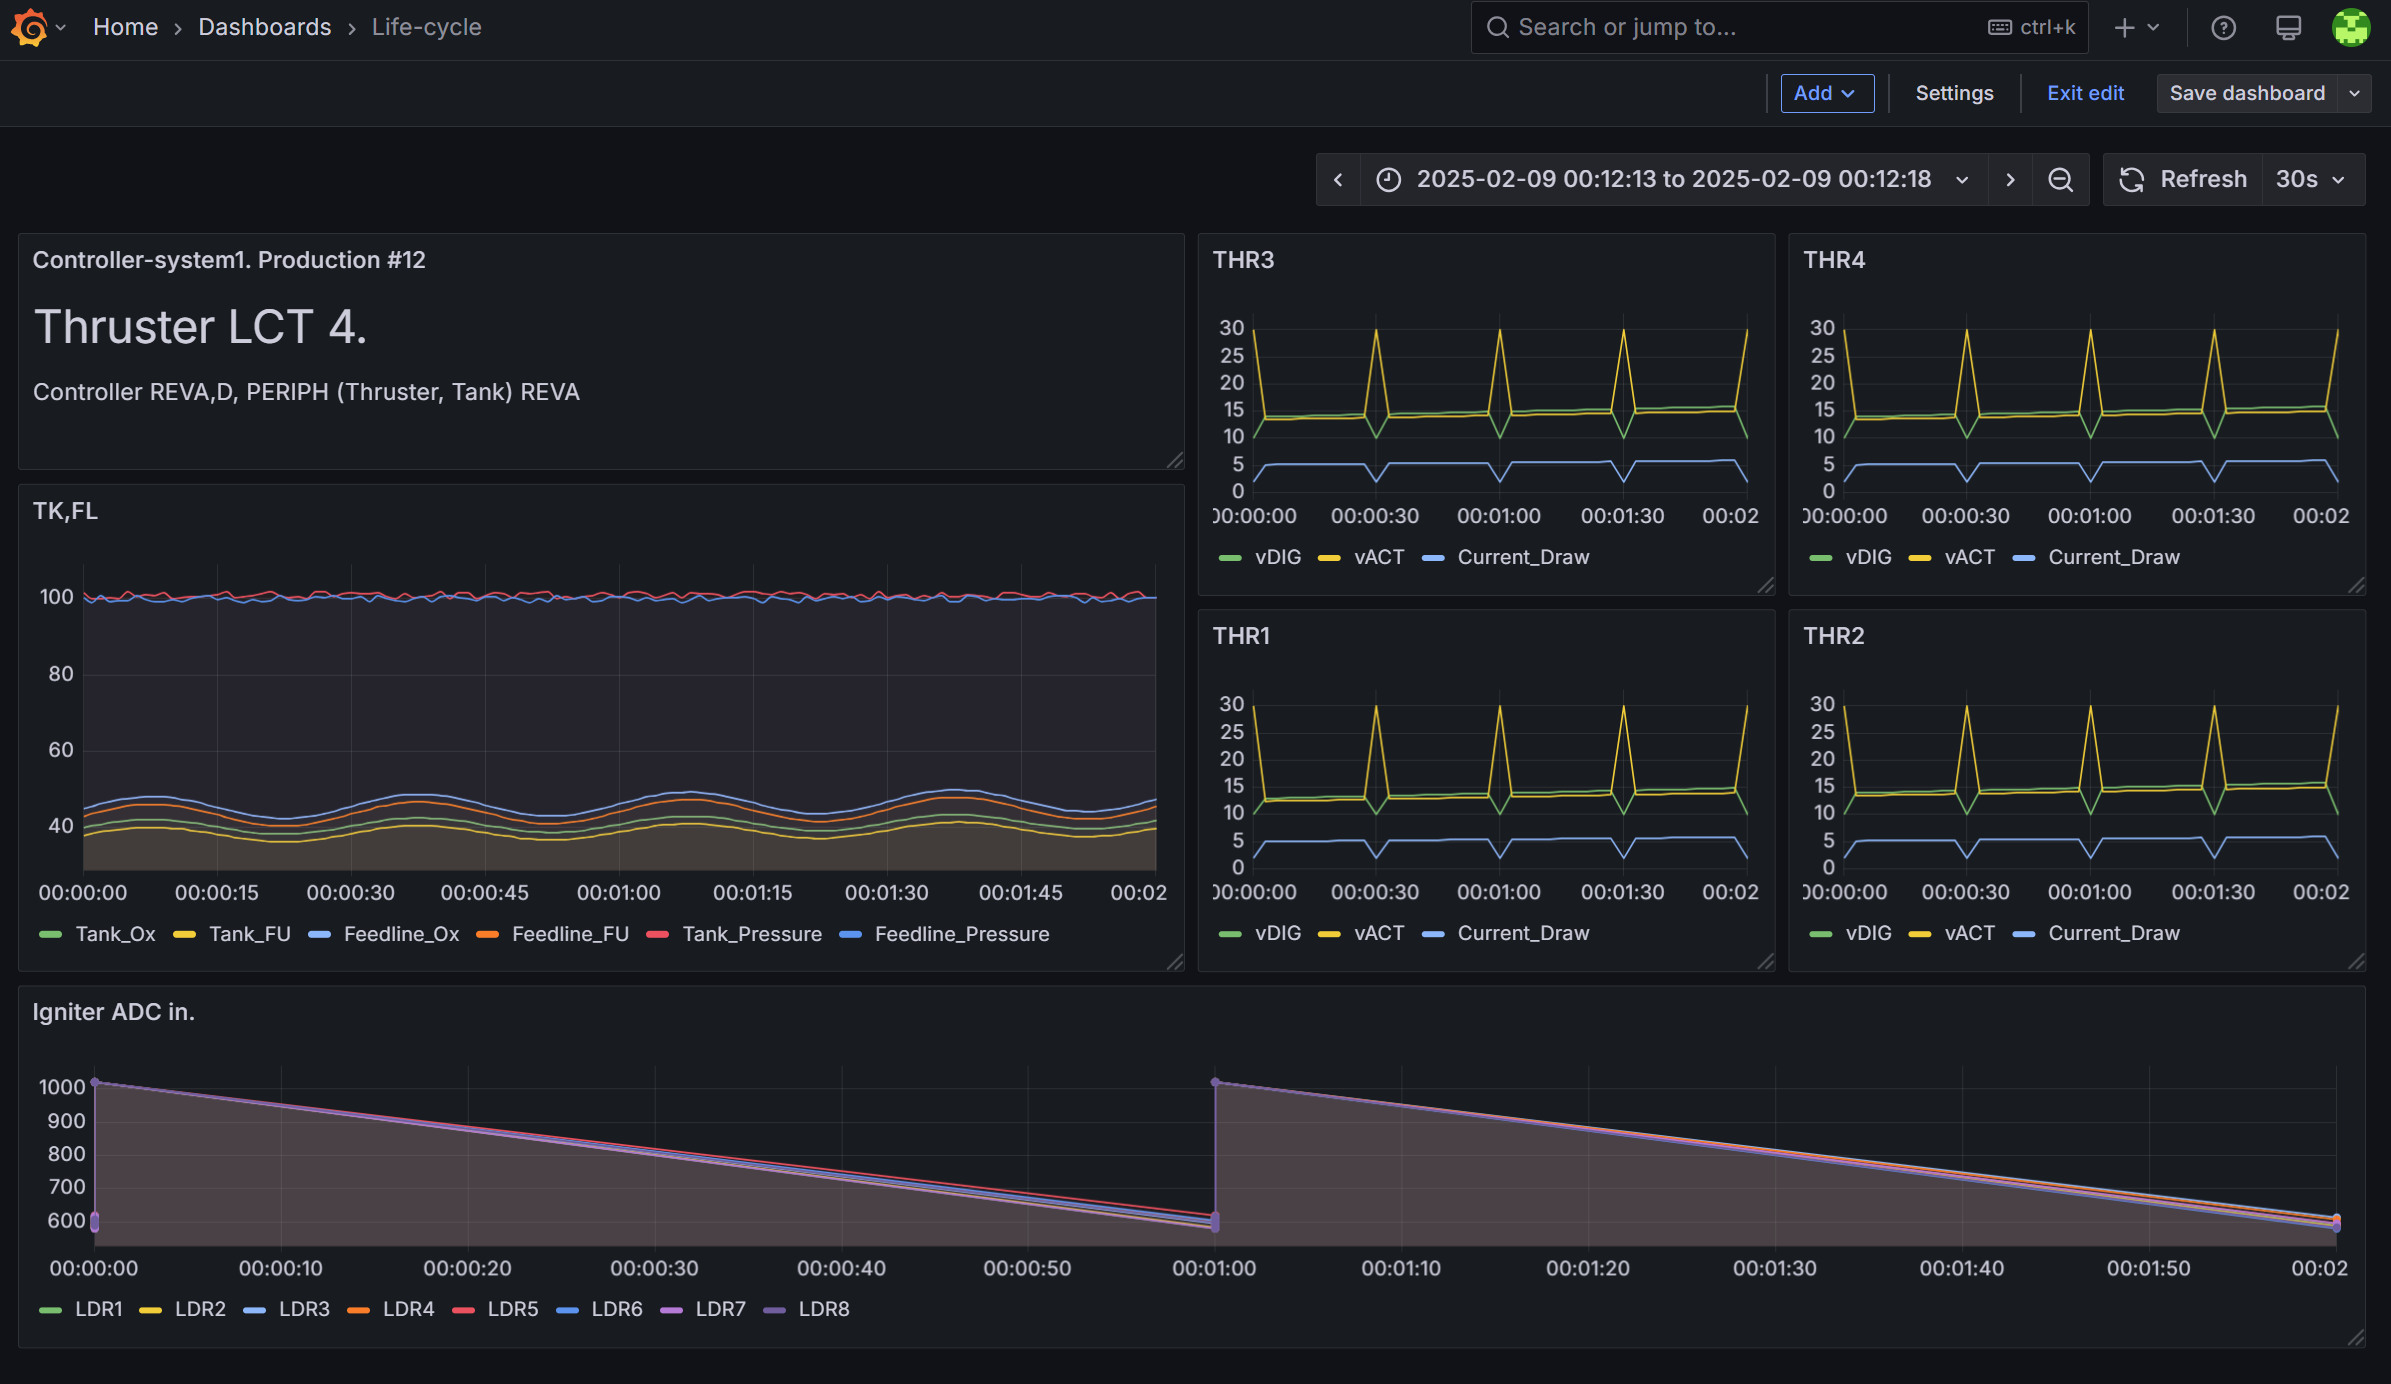 Home › Dashboards › Life-cycle
Search or jump to... ctrl+k
Add Settings Exit edit Save dashboard
2025-02-09 00:12:13 to 2025-02-09 00:12:18 Refresh 30s
Controller-system1. Production #12
Thruster LCT 4.
Controller REVA,D, PERIPH (Thruster, Tank) REVA
TK,FL
100
80
60
40
00:00:00 00:00:15 00:00:30 00:00:45 00:01:00 00:01:15 00:01:30 00:01:45 00:02
Tank_Ox Tank_FU Feedline_Ox Feedline_FU Tank_Pressure Feedline_Pressure
THR3
30
25
20
15
10
5
0
00:00:00 00:00:30 00:01:00 00:01:30 00:02
vDIG vACT Current_Draw
THR4
30
25
20
15
10
5
0
00:00:00 00:00:30 00:01:00 00:01:30 00:02
vDIG vACT Current_Draw
THR1
30
25
20
15
10
5
0
00:00:00 00:00:30 00:01:00 00:01:30 00:02
vDIG vACT Current_Draw
THR2
30
25
20
15
10
5
0
00:00:00 00:00:30 00:01:00 00:01:30 00:02
vDIG vACT Current_Draw
Igniter ADC in.
1000
900
800
700
600
00:00:00 00:00:10 00:00:20 00:00:30 00:00:40 00:00:50 00:01:00 00:01:10 00:01:20 00:01:30 00:01:40 00:01:50 00:02
LDR1 LDR2 LDR3 LDR4 LDR5 LDR6 LDR7 LDR8